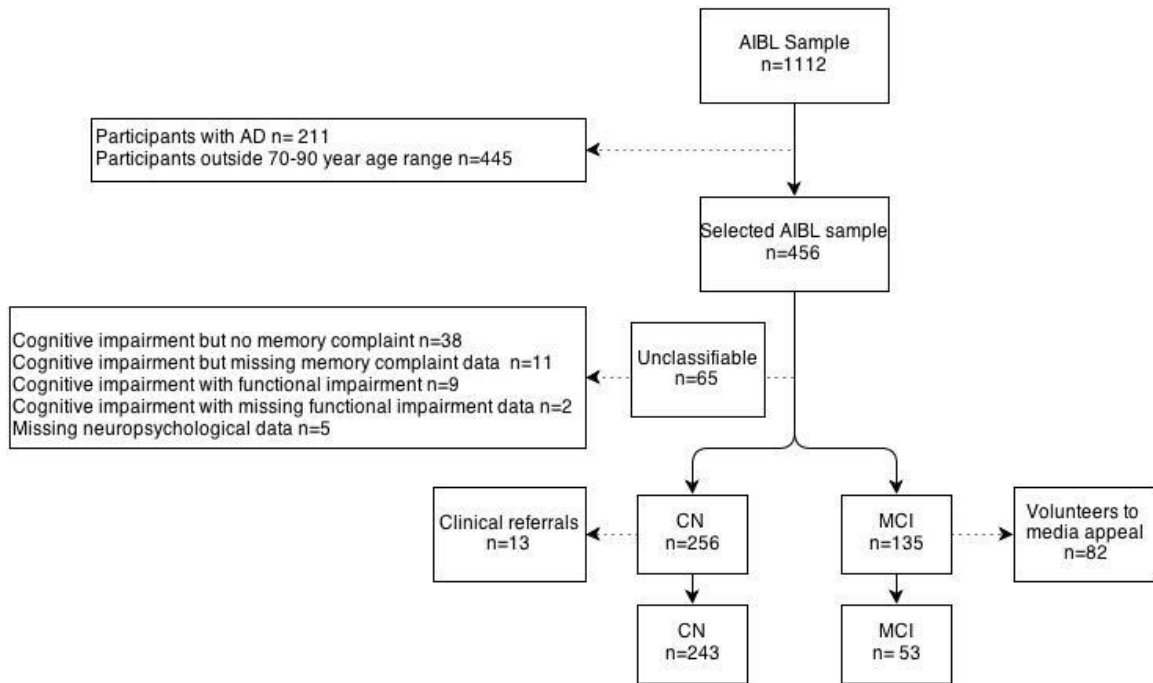 AIBL Sample
n=1112
Participants with AD n= 211
Participants outside 70-90 year age range n=445
Selected AIBL sample
n=456
Cognitive impairment but no memory complaint n=38
Cognitive impairment but missing memory complaint data n=11
Cognitive impairment with functional impairment n=9
Cognitive impairment with missing functional impairment data n=2
Missing neuropsychological data n=5
Unclassifiable
n=65
Clinical referrals
n=13
CN
n=256
MCI
n=135
Volunteers to
media appeal
n=82
CN
n=243
MCI
n= 53